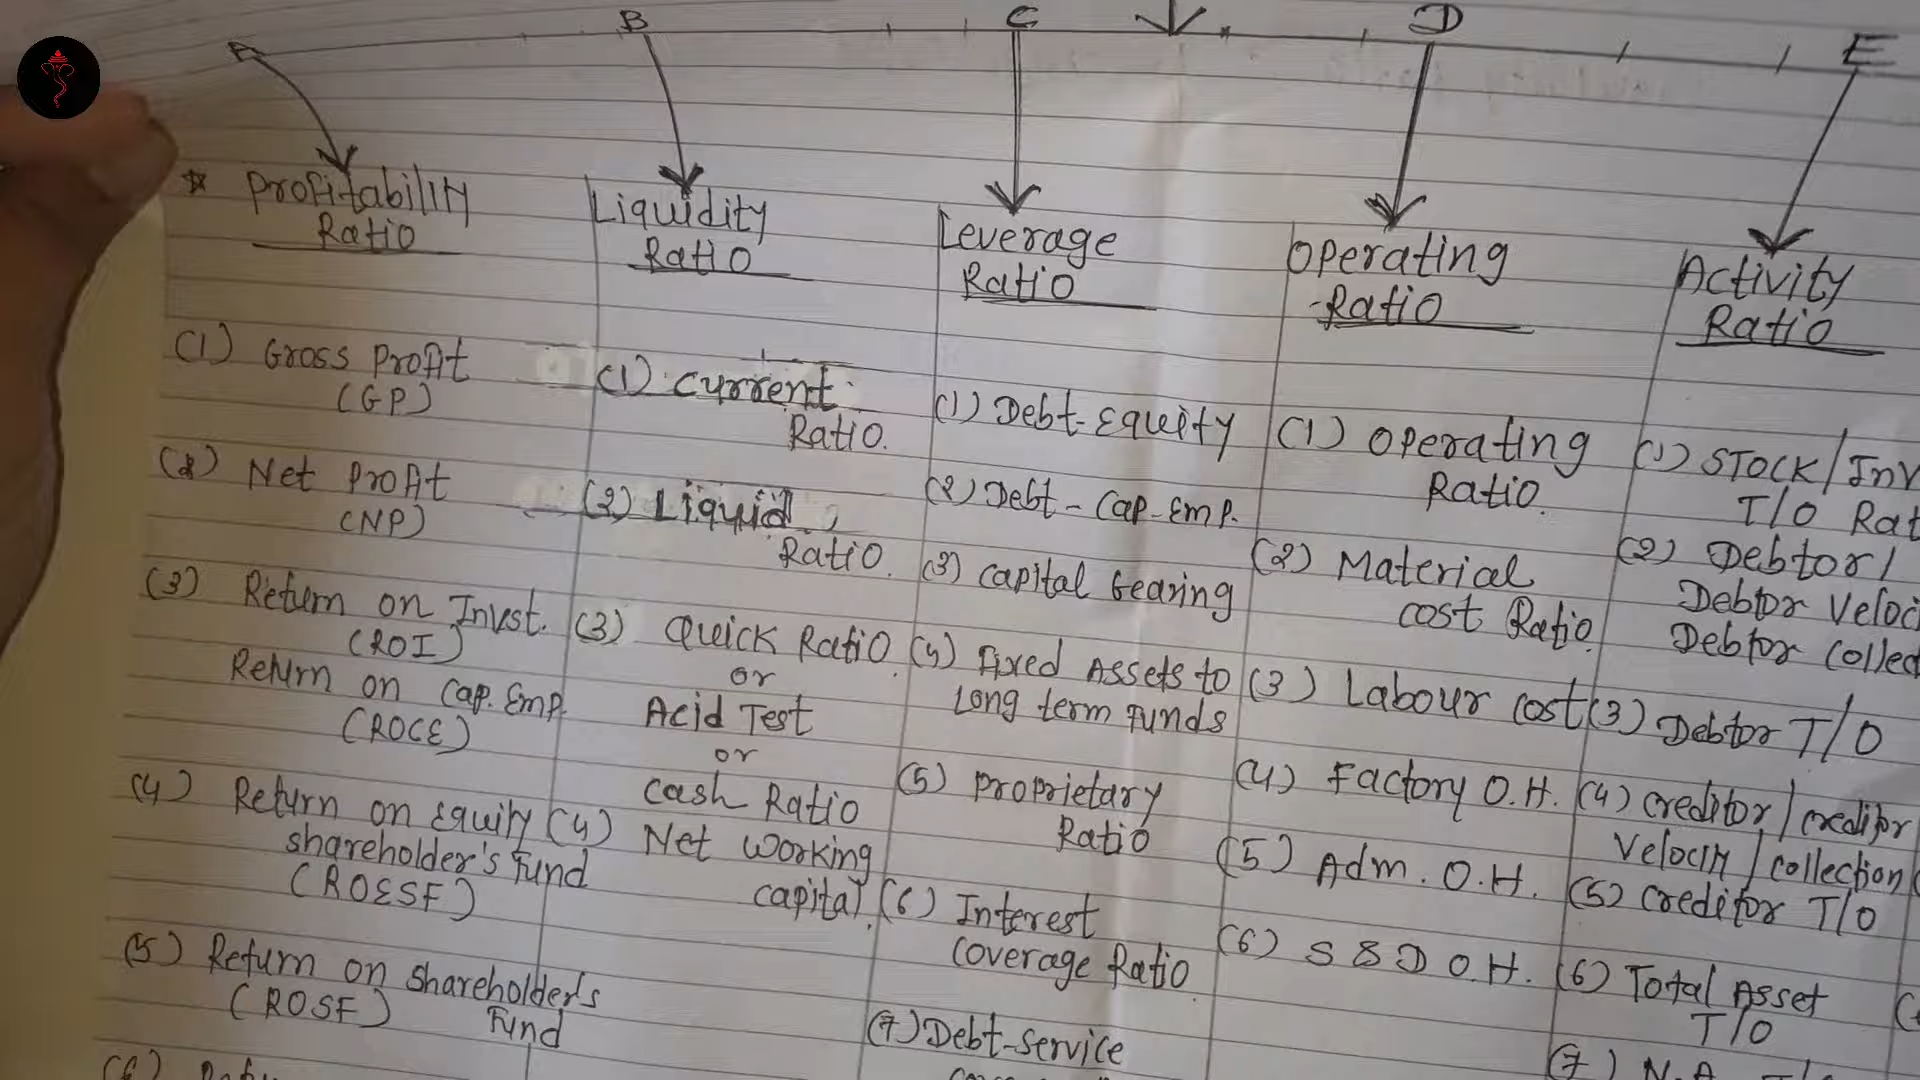 A
B
C
D
E
Profitability
Ratio
(1) Gross Profit
(GP)
(2) Net Profit
(NP)
(3) Return on Invst.
(ROI)
Return on Cap. Emp.
(ROCE)
(4) Return on Equity
shareholder's Fund
(ROESF)
(5) Return on shareholder's
(ROSF) Fund
(6)
Liquidity
Ratio
(1) Current
Ratio.
(2) Liquid
Ratio.
(3) Quick Ratio
or
Acid Test
or
Cash Ratio
(4) Net Working
capital.
Leverage
Ratio
(1) Debt-Equity
(2) Debt-Cap-Emp.
(3) Capital Gearing
(4) Fixed Assets to
Long term Funds
(5) Proprietary
Ratio
(6) Interest
Coverage Ratio
(7) Debt-Service
Operating
Ratio
(1) Operating
Ratio.
(2) Material
cost Ratio
(3) Labour Cost
(4) Factory O.H.
(5) Adm. O.H.
(6) S & D O.H.
Activity
Ratio
(1) STOCK/Inv
T/O Rat
(2) Debtor/
Debtor Veloci
Debtor Collec
(3) Debtor T/O
(4) Creditor/Creditor
Velocity/collection
(5) Creditor T/O
(6) Total Asset
T/O
(7)